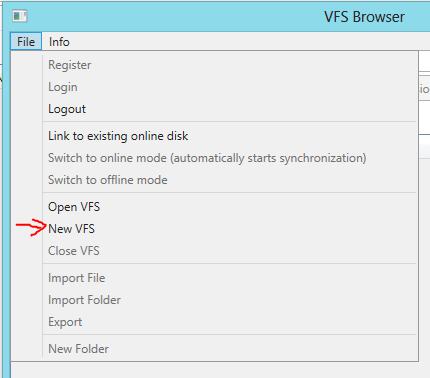 VFS Browser
File Info
Register
Login
Logout
Link to existing online disk
Switch to online mode (automatically starts synchronization)
Switch to offline mode
Open VFS
New VFS
Close VFS
Import File
Import Folder
Export
New Folder